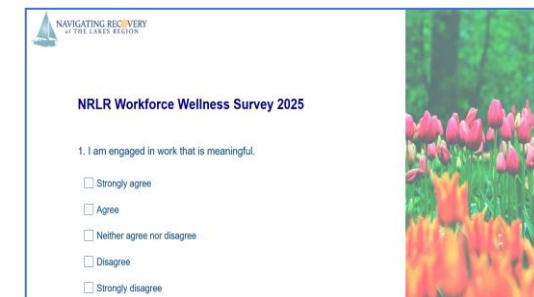 NAVIGATING RECOVERY
of THE LAKES REGION
NRLR Workforce Wellness Survey 2025
1. I am engaged in work that is meaningful.
Strongly agree
Agree
Neither agree nor disagree
Disagree
Strongly disagree